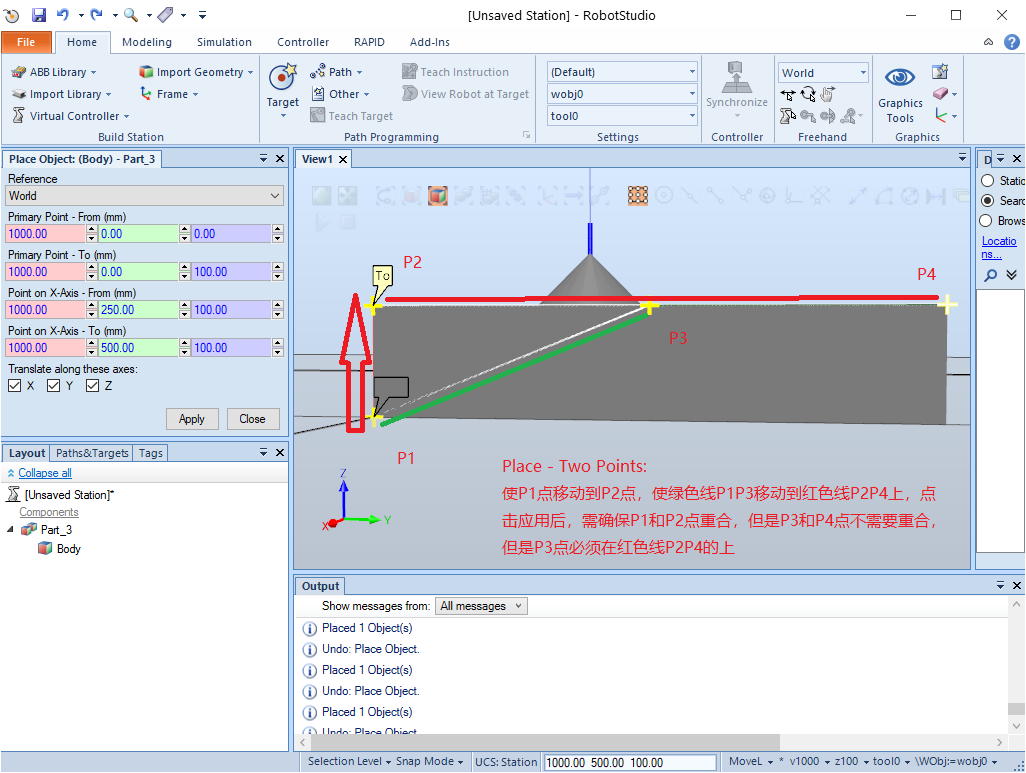 [Unsaved Station] - RobotStudio
File Home Modeling Simulation Controller RAPID Add-Ins
ABB Library
Import Library
Virtual Controller
Import Geometry
Frame
Build Station
Target
Path
Other
Teach Target
Teach Instruction
View Robot at Target
Path Programming
(Default)
wobj0
tool0
Settings
Synchronize
Controller
World
Freehand
Graphics
Tools
Graphics
Place Object: (Body) - Part_3
Reference
World
Primary Point - From (mm)
1000.00 0.00 0.00
Primary Point - To (mm)
1000.00 0.00 100.00
Point on X-Axis - From (mm)
1000.00 250.00 100.00
Point on X-Axis - To (mm)
1000.00 500.00 100.00
Translate along these axes:
X Y Z
Apply Close
Layout Paths&Targets Tags
Collapse all
[Unsaved Station]*
Components
Part_3
Body
View1
To
P2
P4
P3
P1
Z
Y
X
Place - Two Points:
使P1点移动到P2点，使绿色线P1P3移动到红色线P2P4上，点
击应用后，需确保P1和P2点重合，但是P3和P4点不需要重合，
但是P3点必须在红色线P2P4的上
D
Static
Searc
Brows
Locatio
ns...
Output
Show messages from: All messages
Placed 1 Object(s)
Undo: Place Object.
Placed 1 Object(s)
Undo: Place Object.
Placed 1 Object(s)
Undo: Place Object.
Selection Level Snap Mode UCS: Station 1000.00 500.00 100.00 MoveL * v1000 z100 tool0 \WObj:=wobj0